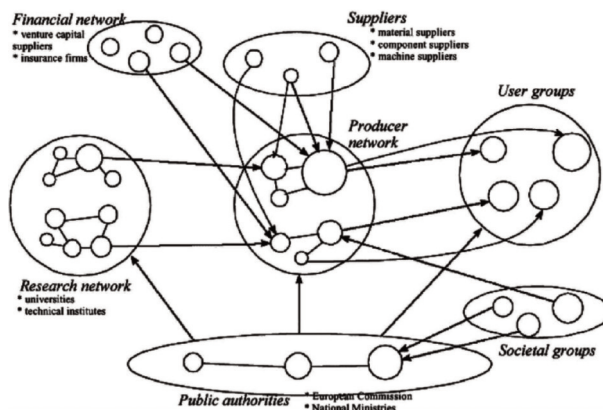 Financial network
* venture capital
suppliers
* insurance firms
Suppliers
* material suppliers
* component suppliers
* machine suppliers
User groups
Producer
network
Research network
* universities
* technical institutes
Societal groups
Public authorities
* European Commission
* National Ministries